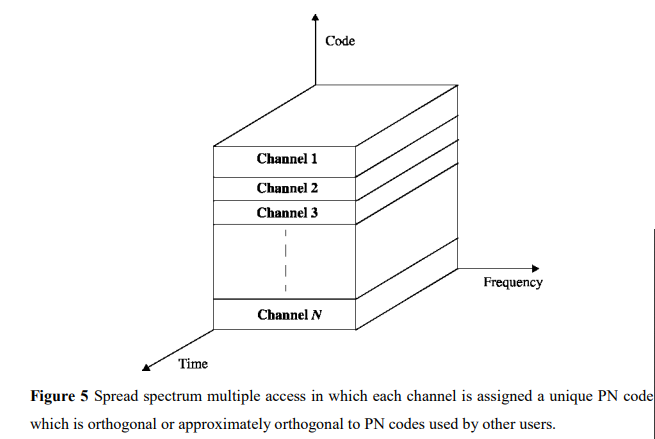 Code
Channel 1
Channel 2
Channel 3
Frequency
Channel N
Time
Figure 5 Spread spectrum multiple access in which each channel is assigned a unique PN code
which is orthogonal or approximately orthogonal to PN codes used by other users.